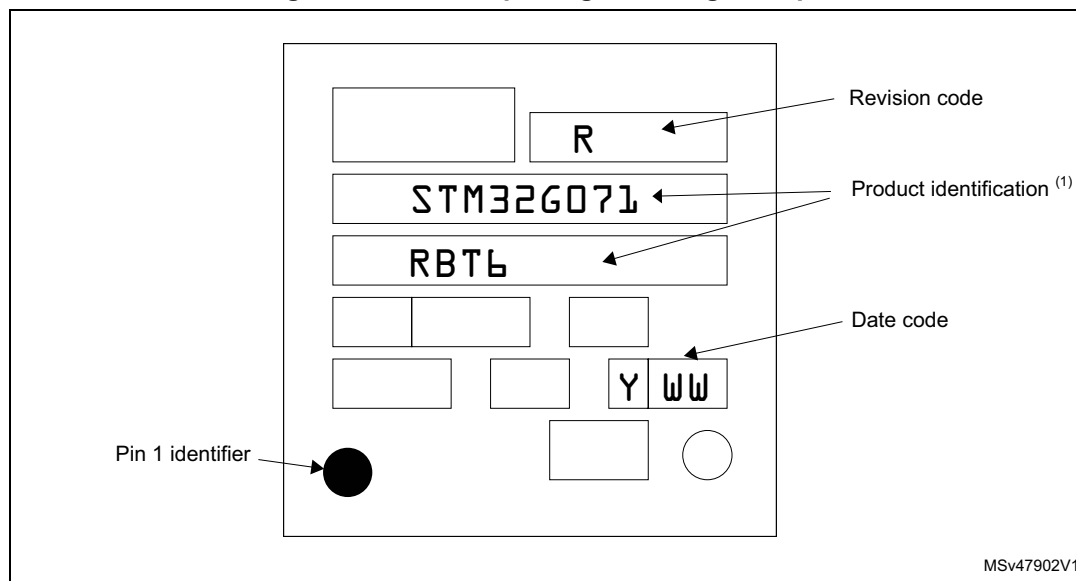 Revision code
R
Product identification (1)
STM32G071
RBT6
Date code
Y WW
Pin 1 identifier
MSv47902V1